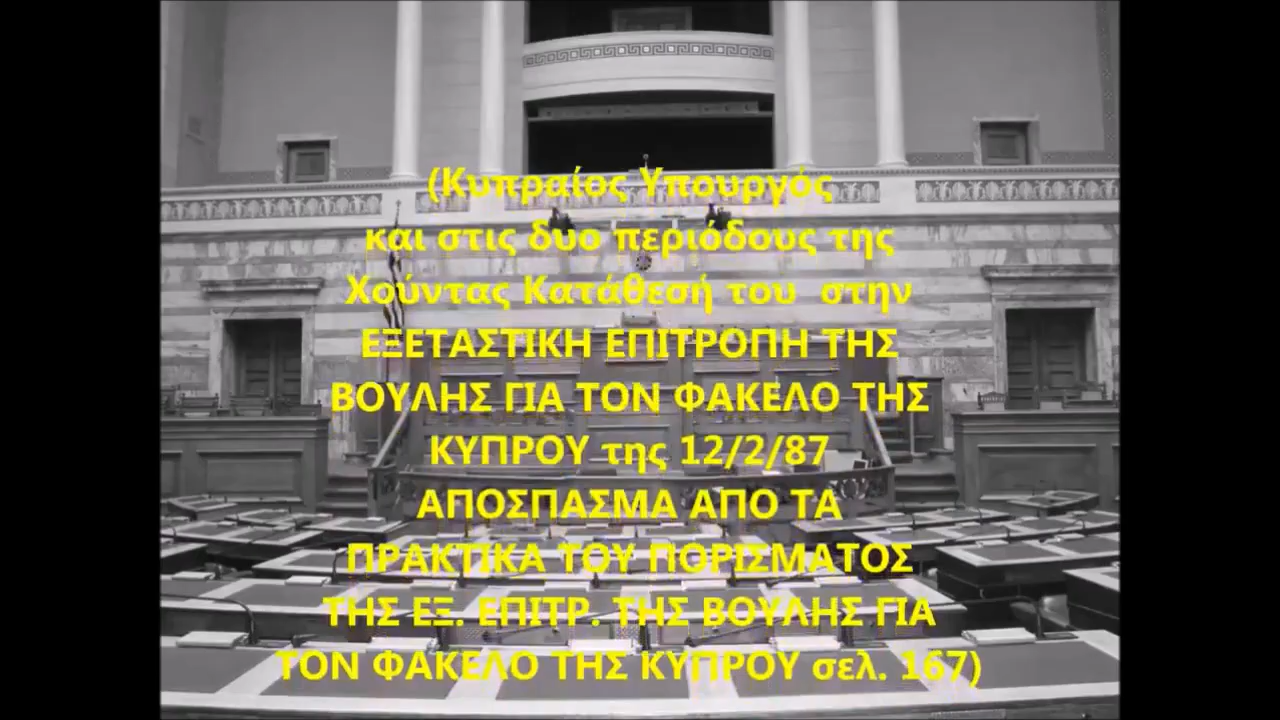 (Κυπραίος Υπουργός
και στις δυο περιόδους της
Χούντας Κατάθεσή του στην
ΕΞΕΤΑΣΤΙΚΗ ΕΠΙΤΡΟΠΗ ΤΗΣ
ΒΟΥΛΗΣ ΓΙΑ ΤΟΝ ΦΑΚΕΛΟ ΤΗΣ
ΚΥΠΡΟΥ της 12/2/87
ΑΠΟΣΠΑΣΜΑ ΑΠΟ ΤΑ
ΠΡΑΚΤΙΚΑ ΤΟΥ ΠΟΡΙΣΜΑΤΟΣ
ΤΗΣ ΕΞ. ΕΠΙΤΡ. ΤΗΣ ΒΟΥΛΗΣ ΓΙΑ
ΤΟΝ ΦΑΚΕΛΟ ΤΗΣ ΚΥΠΡΟΥ σελ. 167)